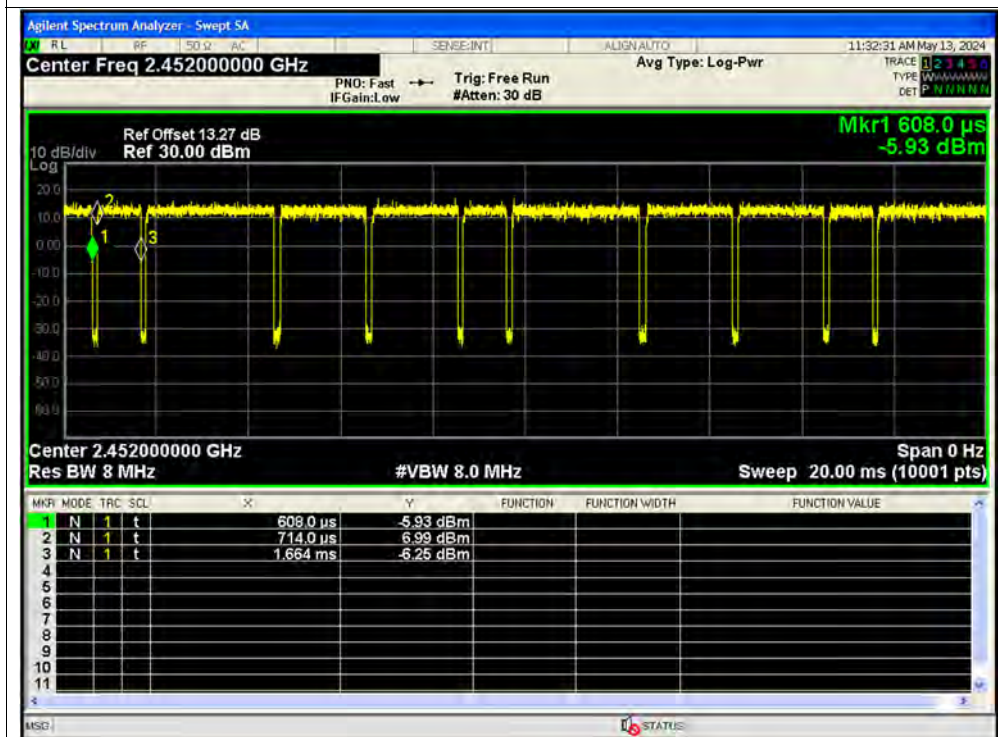 Agilent Spectrum Analyzer - Swept SA
RL RF 50 Ω AC SENSE:INT ALIGN AUTO 11:32:31 AM May 13, 2024
Center Freq 2.452000000 GHz Avg Type: Log-Pwr TRACE 1 2 3 4 5 6
PNO: Fast Trig: Free Run TYPE
IFGain:Low #Atten: 30 dB DET P N N N N N
Mkr1 608.0 µs
Ref Offset 13.27 dB
10 dB/div Ref 30.00 dBm -5.93 dBm
Log
20.0
10.0
0.00
-10.0
-20.0
-30.0
-40.0
-50.0
-60.0
1
2
3
Center 2.452000000 GHz Span 0 Hz
Res BW 8 MHz #VBW 8.0 MHz Sweep 20.00 ms (10001 pts)
MKR MODE TRC SCL X Y FUNCTION FUNCTION WIDTH FUNCTION VALUE
1 N 1 t 608.0 µs -5.93 dBm
2 N 1 t 714.0 µs 6.99 dBm
3 N 1 t 1.664 ms -6.25 dBm
4
5
6
7
8
9
10
11
MSG STATUS